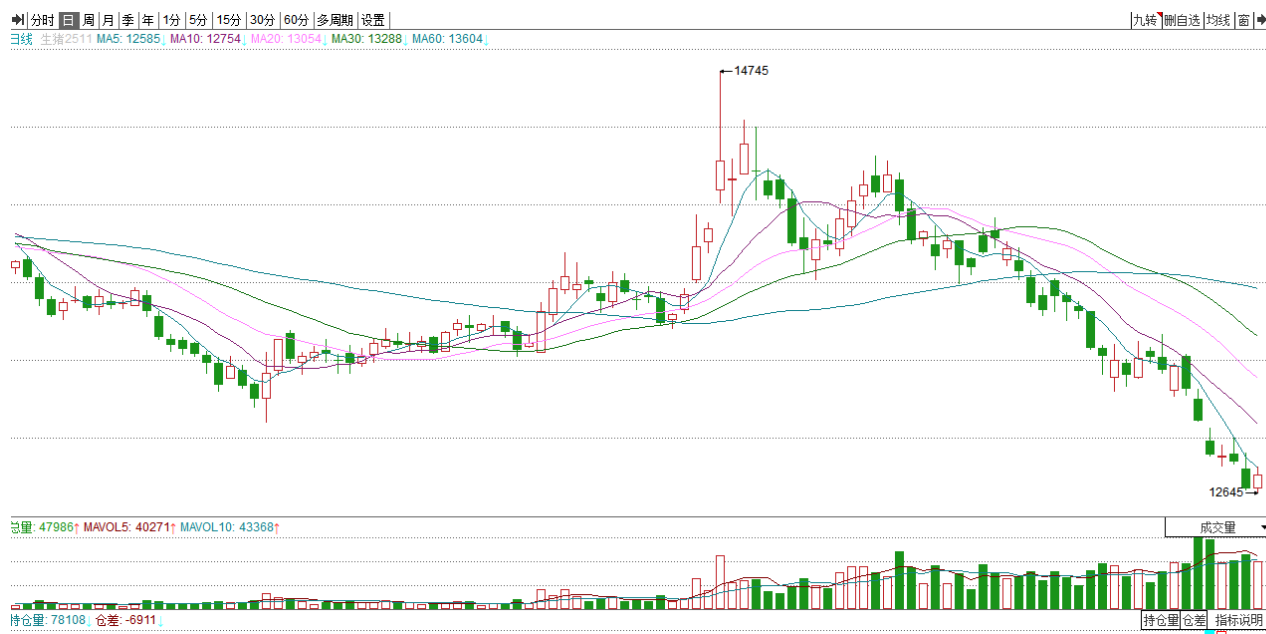 分时 日 周 月 季 年 1分 5分 15分 30分 60分 多周期 设置 九转 删自选 均线 窗
日线 生猪2511 MA5: 12585↓ MA10: 12754↓ MA20: 13054↓ MA30: 13288↓ MA60: 13604↓
14745
12645
总量: 47986↑ MAVOL5: 40271↑ MAVOL10: 43368↑ 成交量
持仓量: 78108↓ 仓差: -6911↓ 持仓量 仓差 指标说明